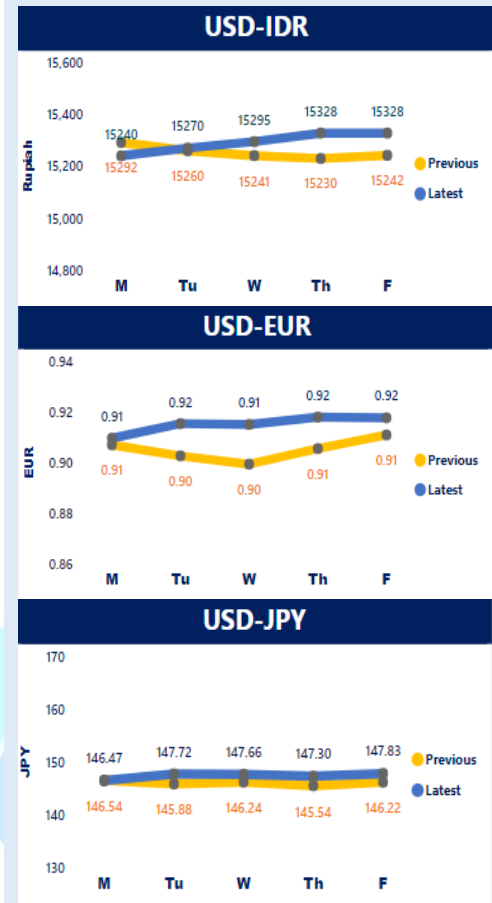 USD-IDR
15,600
15,400
15,200
15,000
14,800
Rupiah
15240 15270 15295 15328 15328
15292 15260 15241 15230 15242
Previous
Latest
M Tu W Th F
USD-EUR
0.94
0.92
0.90
0.88
0.86
EUR
0.91 0.92 0.91 0.92 0.92
0.91 0.90 0.90 0.91 0.91
Previous
Latest
M Tu W Th F
USD-JPY
170
160
150
140
130
JPY
146.47 147.72 147.66 147.30 147.83
146.54 145.88 146.24 145.54 146.22
Previous
Latest
M Tu W Th F